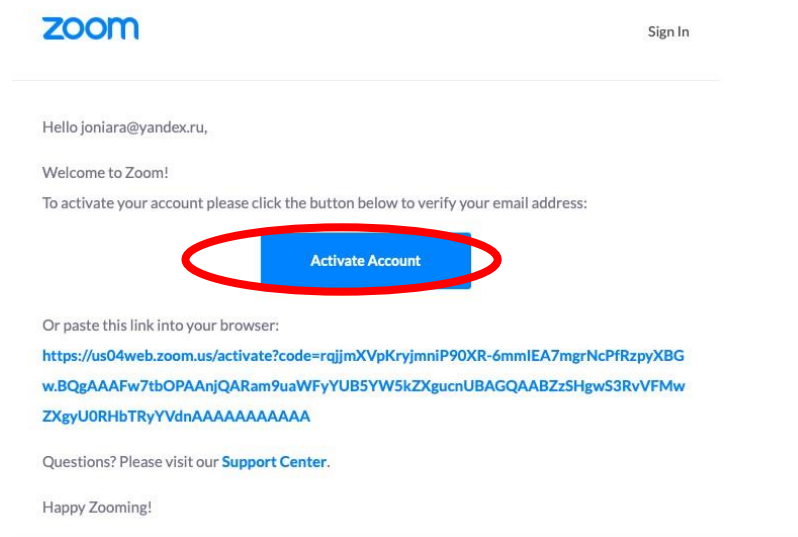 zoom
Sign In
Hello joniara@yandex.ru,
Welcome to Zoom!
To activate your account please click the button below to verify your email address:
Activate Account
Or paste this link into your browser:
https://us04web.zoom.us/activate?code=rqjjmXVpKryjmniP90XR-6mmlEA7mgrNcPfRzpyXBG
w.BQgAAAFw7tbOPAAnjQARam9uaWFyYUB5YW5kZXgucnUBAGQAABZzSHgwS3RvVFMw
ZXgyU0RHbTRyYVdnAAAAAAAAAAA
Questions? Please visit our Support Center.
Happy Zooming!